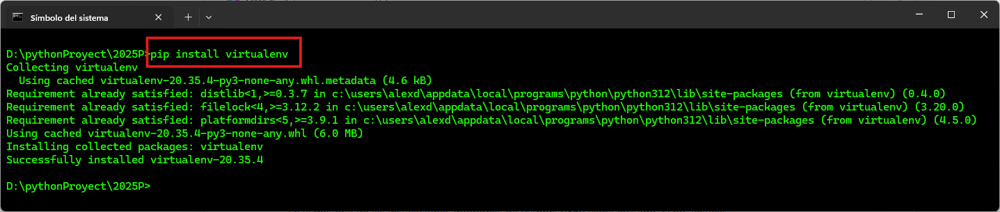 Símbolo del sistema
D:\pythonProyect\2025P>pip install virtualenv
Collecting virtualenv
  Using cached virtualenv-20.35.4-py3-none-any.whl.metadata (4.6 kB)
Requirement already satisfied: distlib<1,>=0.3.7 in c:\users\alexd\appdata\local\programs\python\python312\lib\site-packages (from virtualenv) (0.4.0)
Requirement already satisfied: filelock<4,>=3.12.2 in c:\users\alexd\appdata\local\programs\python\python312\lib\site-packages (from virtualenv) (3.20.0)
Requirement already satisfied: platformdirs<5,>=3.9.1 in c:\users\alexd\appdata\local\programs\python\python312\lib\site-packages (from virtualenv) (4.5.0)
Using cached virtualenv-20.35.4-py3-none-any.whl (6.0 MB)
Installing collected packages: virtualenv
Successfully installed virtualenv-20.35.4
D:\pythonProyect\2025P>